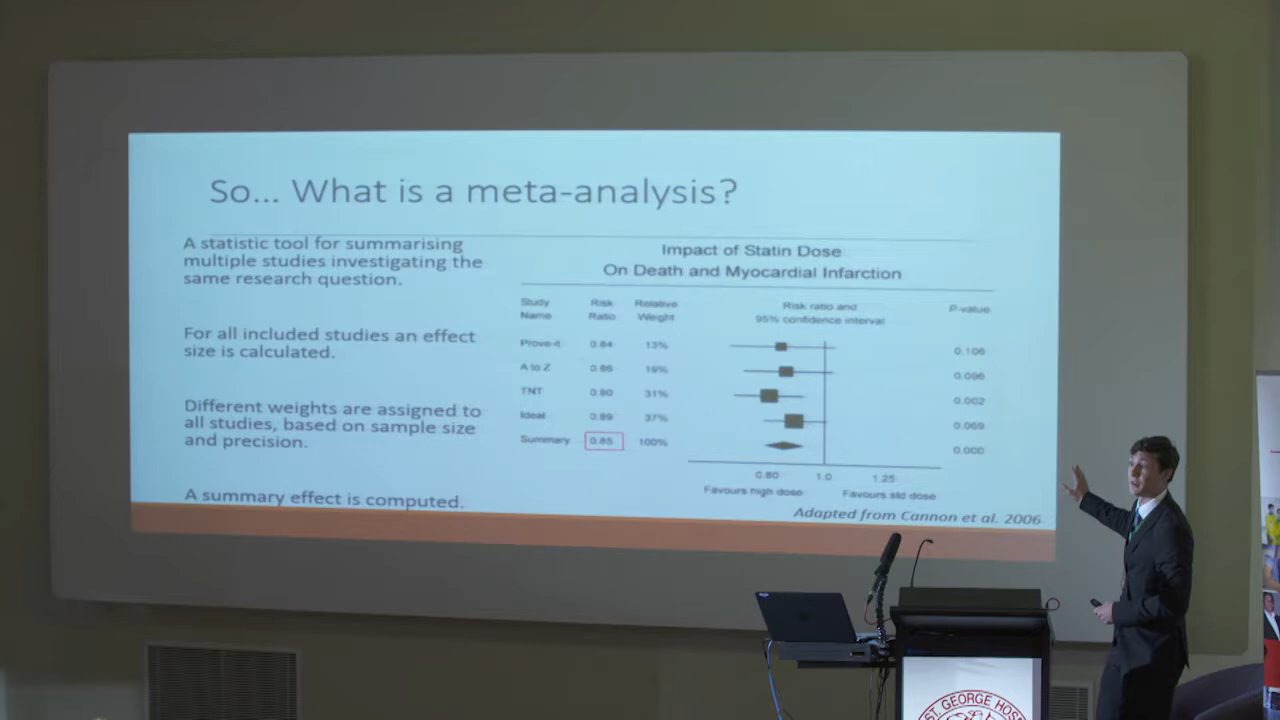 So... What is a meta-analysis?
A statistic tool for summarising
multiple studies investigating the
same research question.
For all included studies an effect
size is calculated.
Different weights are assigned to
all studies, based on sample size
and precision.
A summary effect is computed.
Impact of Statin Dose
On Death and Myocardial Infarction
Study Name Risk Ratio Relative Weight Risk ratio and 95% confidence interval P-value
Prove-it 0.84 13% 0.106
A to Z 0.86 19% 0.096
TNT 0.80 31% 0.002
Ideal 0.89 37% 0.069
Summary 0.85 100% 0.000
0.80 1.0 1.25
Favours high dose Favours std dose
Adapted from Cannon et al. 2006
ST. GEORGE